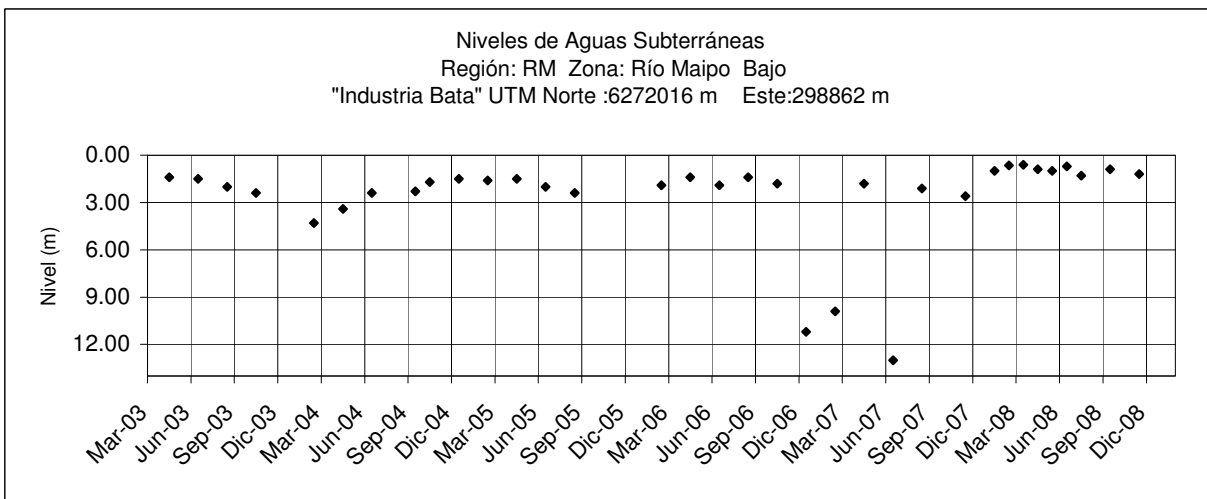 Niveles de Aguas Subterráneas
Región: RM  Zona: Río Maipo  Bajo
"Industria Bata" UTM Norte :6272016 m    Este:298862 m
Nivel (m)
0.00
3.00
6.00
9.00
12.00
Mar-03
Jun-03
Sep-03
Dic-03
Mar-04
Jun-04
Sep-04
Dic-04
Mar-05
Jun-05
Sep-05
Dic-05
Mar-06
Jun-06
Sep-06
Dic-06
Mar-07
Jun-07
Sep-07
Dic-07
Mar-08
Jun-08
Sep-08
Dic-08